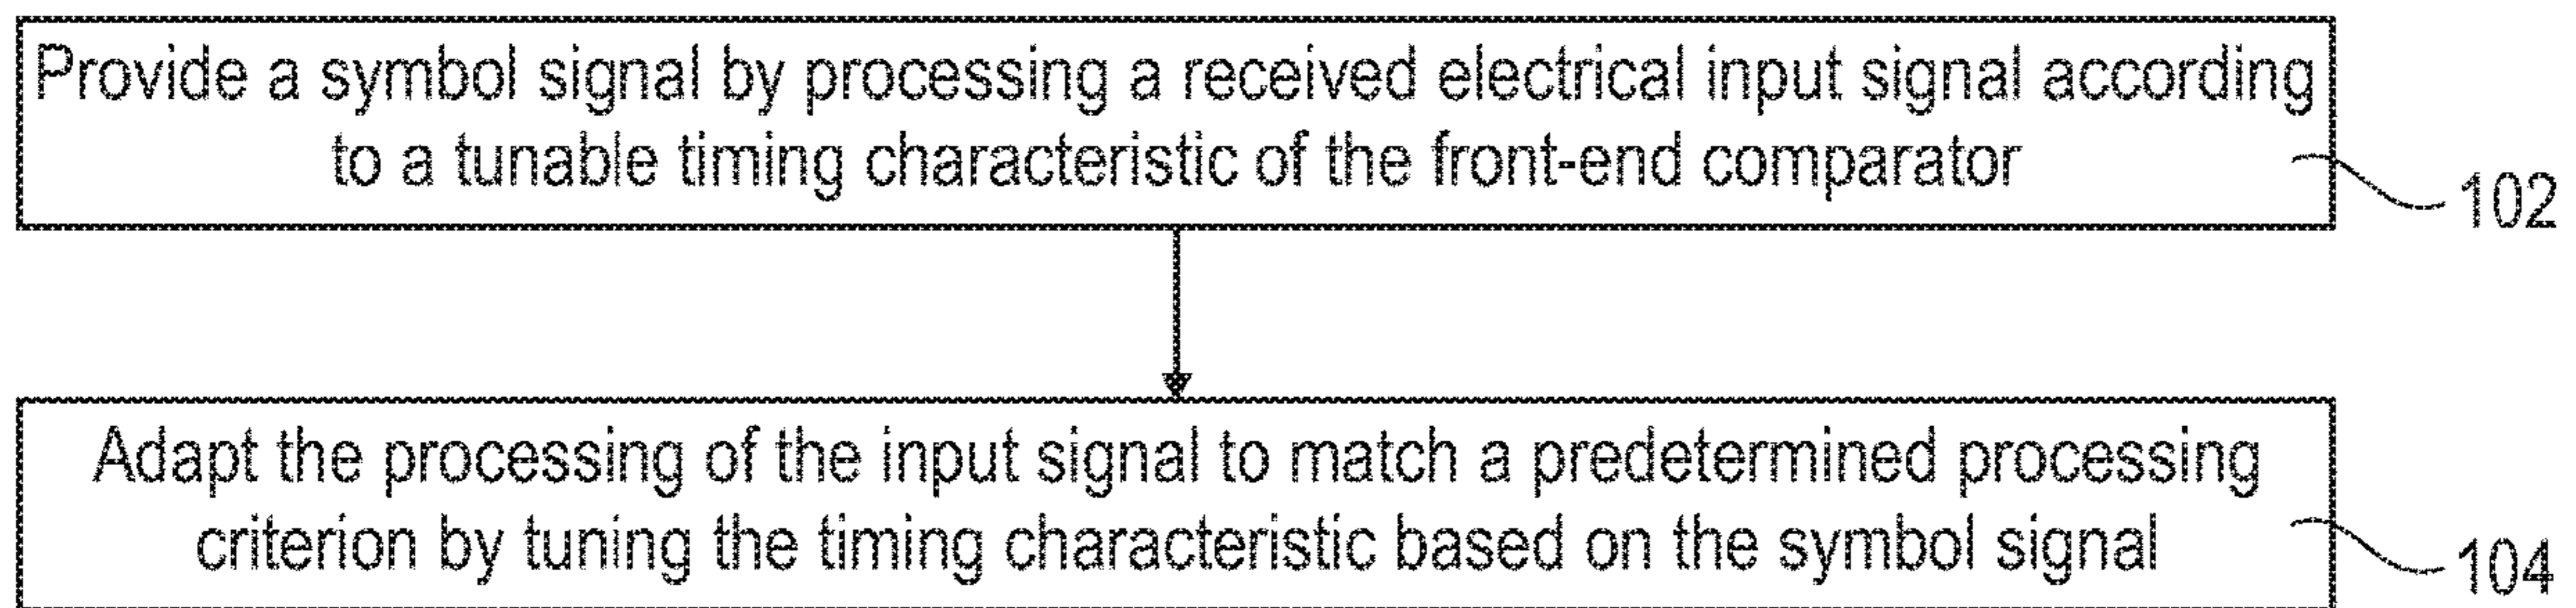 Provide a symbol signal by processing a received electrical input signal according
to a tunable timing characteristic of the front-end comparator
102
Adapt the processing of the input signal to match a predetermined processing
criterion by tuning the timing characteristic based on the symbol signal
104